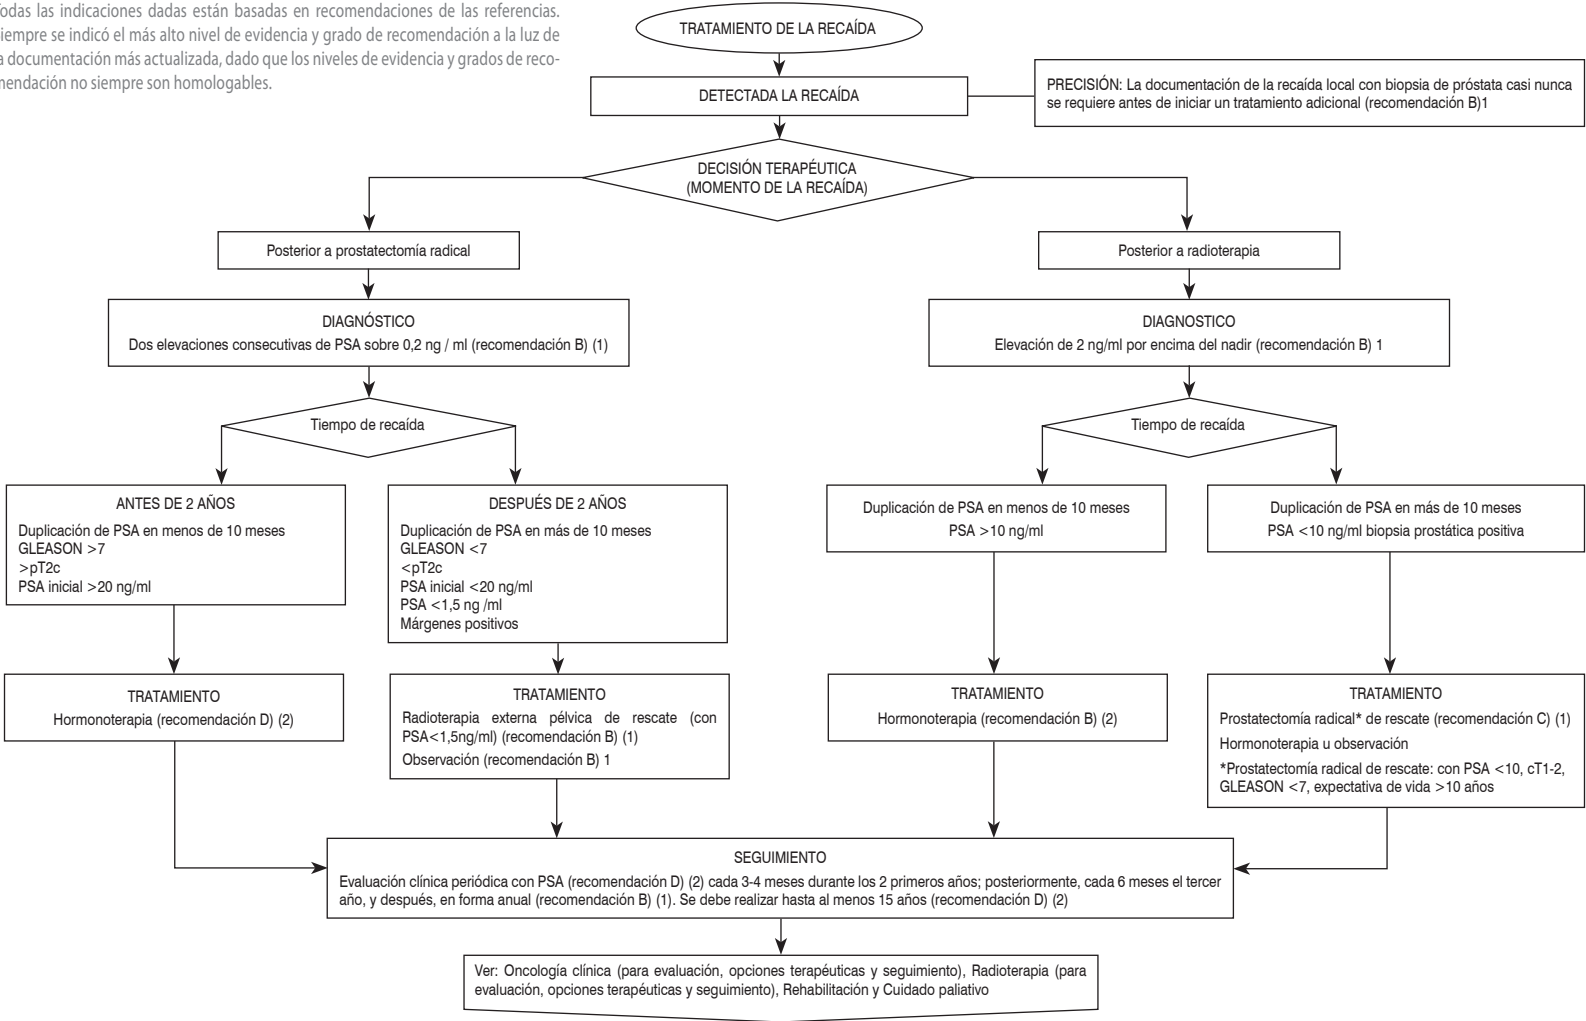 odas las indicaciones dadas están basadas en recomendaciones de las referencias.
iempre se indicó el más alto nivel de evidencia y grado de recomendación a la luz de
a documentación más actualizada, dado que los niveles de evidencia y grados de reco-
mendación no siempre son homologables.
TRATAMIENTO DE LA RECAÍDA
DETECTADA LA RECAÍDA
PRECISIÓN: La documentación de la recaída local con biopsia de próstata casi nunca
se requiere antes de iniciar un tratamiento adicional (recomendación B)1
DECISIÓN TERAPÉUTICA
(MOMENTO DE LA RECAÍDA)
Posterior a prostatectomía radical
Posterior a radioterapia
DIAGNÓSTICO
Dos elevaciones consecutivas de PSA sobre 0,2 ng / ml (recomendación B) (1)
DIAGNOSTICO
Elevación de 2 ng/ml por encima del nadir (recomendación B) 1
Tiempo de recaída
Tiempo de recaída
ANTES DE 2 AÑOS
Duplicación de PSA en menos de 10 meses
GLEASON >7
>pT2c
PSA inicial >20 ng/ml
DESPUÉS DE 2 AÑOS
Duplicación de PSA en más de 10 meses
GLEASON <7
<pT2c
PSA inicial <20 ng/ml
PSA <1,5 ng /ml
Márgenes positivos
Duplicación de PSA en menos de 10 meses
PSA >10 ng/ml
Duplicación de PSA en más de 10 meses
PSA <10 ng/ml biopsia prostática positiva
TRATAMIENTO
Hormonoterapia (recomendación D) (2)
TRATAMIENTO
Radioterapia externa pélvica de rescate (con
PSA<1,5ng/ml) (recomendación B) (1)
Observación (recomendación B) 1
TRATAMIENTO
Hormonoterapia (recomendación B) (2)
TRATAMIENTO
Prostatectomía radical* de rescate (recomendación C) (1)
Hormonoterapia u observación
*Prostatectomía radical de rescate: con PSA <10, cT1-2,
GLEASON <7, expectativa de vida >10 años
SEGUIMIENTO
Evaluación clínica periódica con PSA (recomendación D) (2) cada 3-4 meses durante los 2 primeros años; posteriormente, cada 6 meses el tercer
año, y después, en forma anual (recomendación B) (1). Se debe realizar hasta al menos 15 años (recomendación D) (2)
Ver: Oncología clínica (para evaluación, opciones terapéuticas y seguimiento), Radioterapia (para
evaluación, opciones terapéuticas y seguimiento), Rehabilitación y Cuidado paliativo